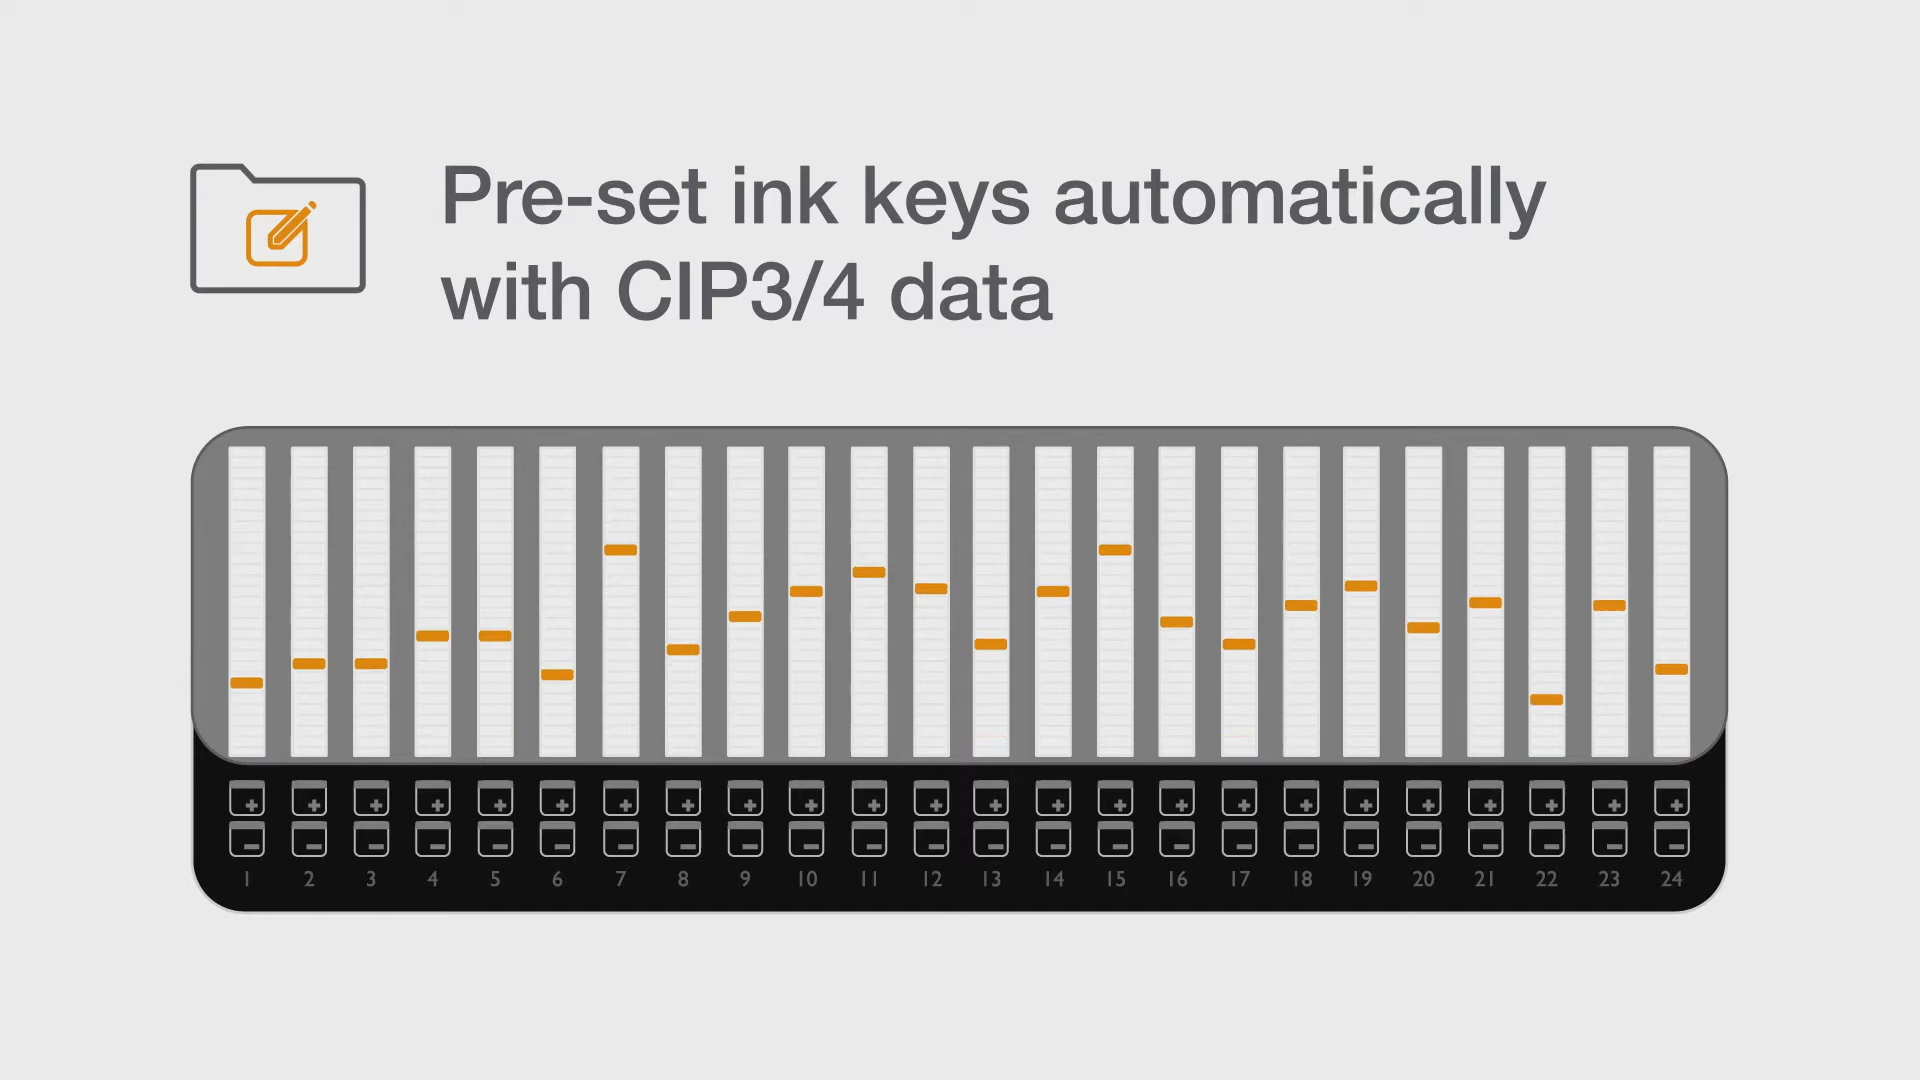 Pre-set ink keys automatically
with CIP3/4 data
1 2 3 4 5 6 7 8 9 10 11 12 13 14 15 16 17 18 19 20 21 22 23 24